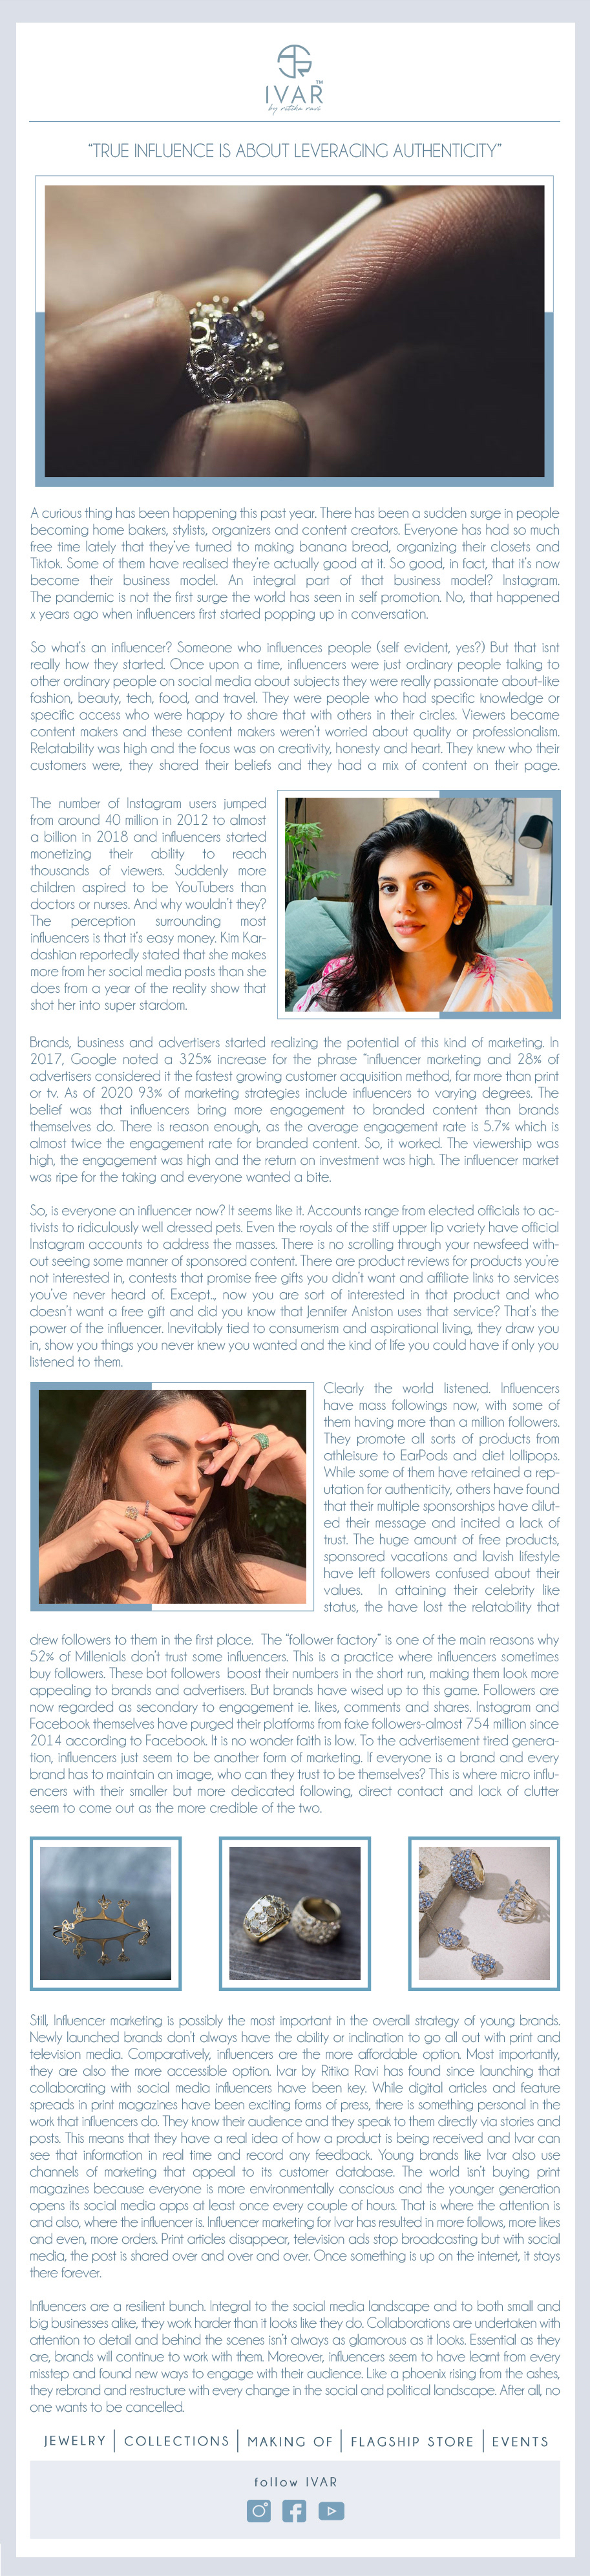 IVAR™
by ritika ravi
“TRUE INFLUENCE IS ABOUT LEVERAGING AUTHENTICITY”
A curious thing has been happening this past year. There has been a sudden surge in people
becoming home bakers, stylists, organizers and content creators. Everyone has had so much
free time lately that they’ve turned to making banana bread, organizing their closets and
Tiktok. Some of them have realised they’re actually good at it. So good, in fact, that it’s now
become their business model. An integral part of that business model? Instagram.
The pandemic is not the first surge the world has seen in self promotion. No, that happened
x years ago when influencers first started popping up in conversation.
So what’s an influencer? Someone who influences people (self evident, yes?) But that isnt
really how they started. Once upon a time, influencers were just ordinary people talking to
other ordinary people on social media about subjects they were really passionate about-like
fashion, beauty, tech, food, and travel. They were people who had specific knowledge or
specific access who were happy to share that with others in their circles. Viewers became
content makers and these content makers weren’t worried about quality or professionalism.
Relatability was high and the focus was on creativity, honesty and heart. They knew who their
customers were, they shared their beliefs and they had a mix of content on their page.
The number of Instagram users jumped
from around 40 million in 2012 to almost
a billion in 2018 and influencers started
monetizing their ability to reach
thousands of viewers. Suddenly more
children aspired to be YouTubers than
doctors or nurses. And why wouldn’t they?
The perception surrounding most
influencers is that it’s easy money. Kim Kar-
dashian reportedly stated that she makes
more from her social media posts than she
does from a year of the reality show that
shot her into super stardom.
Brands, business and advertisers started realizing the potential of this kind of marketing. In
2017, Google noted a 325% increase for the phrase “influencer marketing and 28% of
advertisers considered it the fastest growing customer acquisition method, far more than print
or tv. As of 2020 93% of marketing strategies include influencers to varying degrees. The
belief was that influencers bring more engagement to branded content than brands
themselves do. There is reason enough, as the average engagement rate is 5.7% which is
almost twice the engagement rate for branded content. So, it worked. The viewership was
high, the engagement was high and the return on investment was high. The influencer market
was ripe for the taking and everyone wanted a bite.
So, is everyone an influencer now? It seems like it. Accounts range from elected officials to ac-
tivists to ridiculously well dressed pets. Even the royals of the stiff upper lip variety have official
Instagram accounts to address the masses. There is no scrolling through your newsfeed with-
out seeing some manner of sponsored content. There are product reviews for products you’re
not interested in, contests that promise free gifts you didn’t want and affiliate links to services
you’ve never heard of. Except.., now you are sort of interested in that product and who
doesn’t want a free gift and did you know that Jennifer Aniston uses that service? That’s the
power of the influencer. Inevitably tied to consumerism and aspirational living, they draw you
in, show you things you never knew you wanted and the kind of life you could have if only you
listened to them.
Clearly the world listened. Influencers
have mass followings now, with some of
them having more than a million followers.
They promote all sorts of products from
athleisure to EarPods and diet lollipops.
While some of them have retained a rep-
utation for authenticity, others have found
that their multiple sponsorships have dilut-
ed their message and incited a lack of
trust. The huge amount of free products,
sponsored vacations and lavish lifestyle
have left followers confused about their
values. In attaining their celebrity like
status, the have lost the relatability that
drew followers to them in the first place. The “follower factory” is one of the main reasons why
52% of Millenials don’t trust some influencers. This is a practice where influencers sometimes
buy followers. These bot followers boost their numbers in the short run, making them look more
appealing to brands and advertisers. But brands have wised up to this game. Followers are
now regarded as secondary to engagement ie. likes, comments and shares. Instagram and
Facebook themselves have purged their platforms from fake followers-almost 754 million since
2014 according to Facebook. It is no wonder faith is low. To the advertisement tired genera-
tion, influencers just seem to be another form of marketing. If everyone is a brand and every
brand has to maintain an image, who can they trust to be themselves? This is where micro influ-
encers with their smaller but more dedicated following, direct contact and lack of clutter
seem to come out as the more credible of the two.
Still, Influencer marketing is possibly the most important in the overall strategy of young brands.
Newly launched brands don’t always have the ability or inclination to go all out with print and
television media. Comparatively, influencers are the more affordable option. Most importantly,
they are also the more accessible option. Ivar by Ritika Ravi has found since launching that
collaborating with social media influencers have been key. While digital articles and feature
spreads in print magazines have been exciting forms of press, there is something personal in the
work that influencers do. They know their audience and they speak to them directly via stories and
posts. This means that they have a real idea of how a product is being received and Ivar can
see that information in real time and record any feedback. Young brands like Ivar also use
channels of marketing that appeal to its customer database. The world isn’t buying print
magazines because everyone is more environmentally conscious and the younger generation
opens its social media apps at least once every couple of hours. That is where the attention is
and also, where the influencer is. Influencer marketing for Ivar has resulted in more follows, more likes
and even, more orders. Print articles disappear, television ads stop broadcasting but with social
media, the post is shared over and over and over. Once something is up on the internet, it stays
there forever.
Influencers are a resilient bunch. Integral to the social media landscape and to both small and
big businesses alike, they work harder than it looks like they do. Collaborations are undertaken with
attention to detail and behind the scenes isn’t always as glamorous as it looks. Essential as they
are, brands will continue to work with them. Moreover, influencers seem to have learnt from every
misstep and found new ways to engage with their audience. Like a phoenix rising from the ashes,
they rebrand and restructure with every change in the social and political landscape. After all, no
one wants to be cancelled.
JEWELRY | COLLECTIONS | MAKING OF | FLAGSHIP STORE | EVENTS
follow IVAR